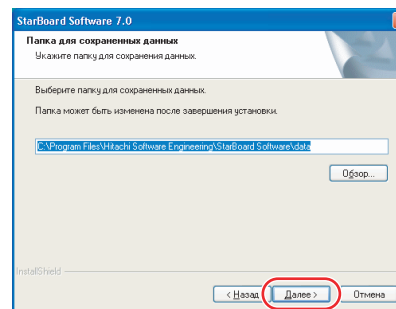 StarBoard Software 7.0
Папка для сохраненных данных
Укажите папку для сохранения данных.
Выберите папку для сохраненных данных.
Папка может быть изменена после завершения установки.
C:\Program Files\Hitachi Software Engineering\StarBoard Software\data
Обзор...
InstallShield
< Назад
Далее >
Отмена